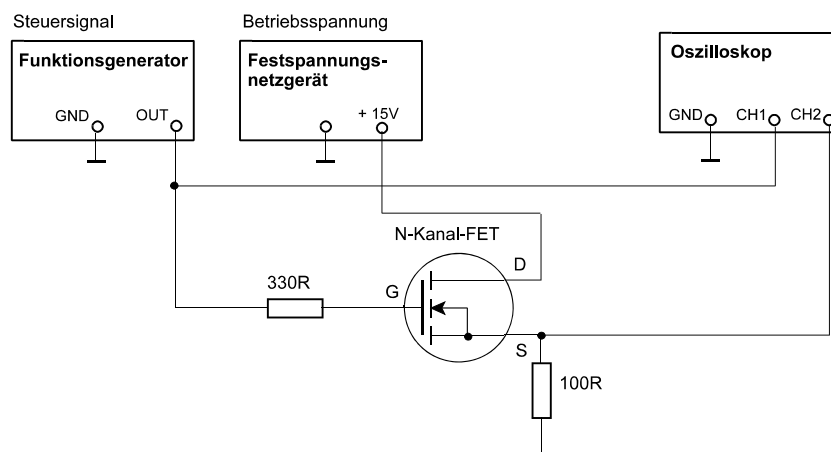 Steuersignal
Betriebsspannung
Funktionsgenerator
GND
OUT
Festspannungs-
netzgerät
+ 15V
Oszilloskop
GND
CH1
CH2
N-Kanal-FET
D
330R
G
S
100R